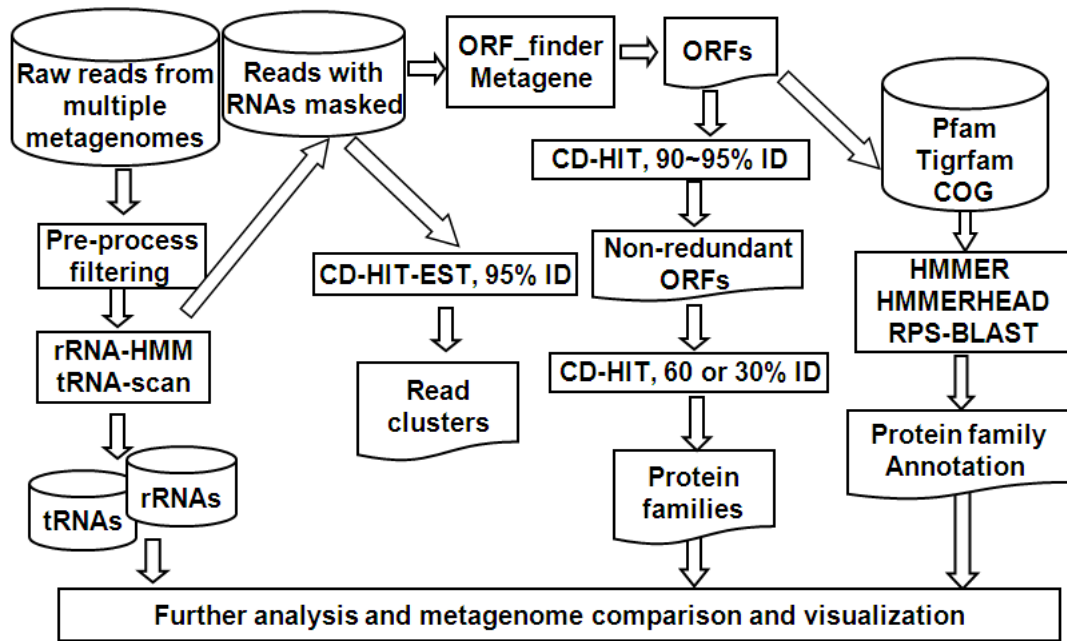 Raw reads from
multiple
metagenomes
Pre-process
filtering
rRNA-HMM
tRNA-scan
tRNAs
rRNAs
Reads with
RNAs masked
CD-HIT-EST, 95% ID
Read
clusters
ORF_finder
Metagene
ORFs
CD-HIT, 90~95% ID
Non-redundant
ORFs
CD-HIT, 60 or 30% ID
Protein
families
Pfam
Tigrfam
COG
HMMER
HMMERHEAD
RPS-BLAST
Protein family
Annotation
Further analysis and metagenome comparison and visualization